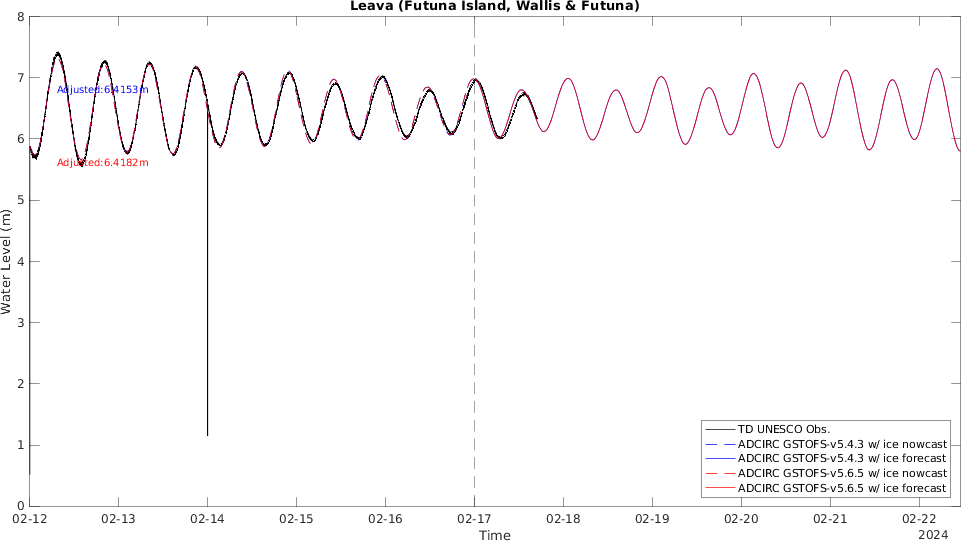 Leava (Futuna Island, Wallis & Futuna)
8
7
6
5
4
3
2
1
0
Water Level (m)
Adjusted:6.4153m
Adjusted:6.4182m
TD UNESCO Obs.
ADCIRC GSTOFS-v5.4.3 w/ ice nowcast
ADCIRC GSTOFS-v5.4.3 w/ ice forecast
ADCIRC GSTOFS-v5.6.5 w/ ice nowcast
ADCIRC GSTOFS-v5.6.5 w/ ice forecast
02-12 02-13 02-14 02-15 02-16 02-17 02-18 02-19 02-20 02-21 02-22
Time
2024